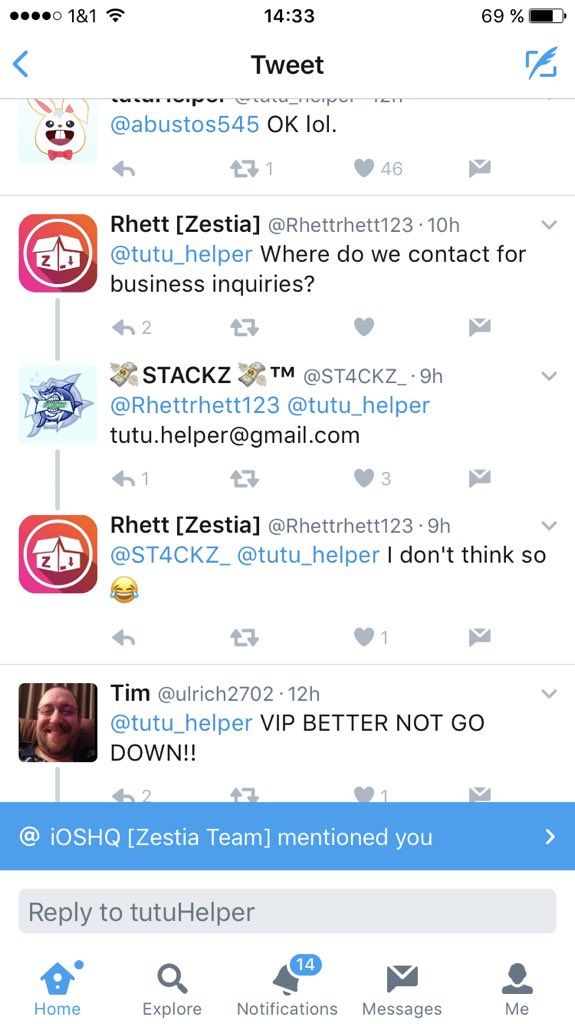 1&1 14:33 69 %
Tweet
tutuHelper @tutu_helper · 12h
@abustos545 OK lol.
1 46
Rhett [Zestia] @Rhettrhett123 · 10h
@tutu_helper Where do we contact for
business inquiries?
2
💸 STACKZ 💸™ @ST4CKZ_ · 9h
@Rhettrhett123 @tutu_helper
tutu.helper@gmail.com
1 3
Rhett [Zestia] @Rhettrhett123 · 9h
@ST4CKZ_ @tutu_helper I don't think so
😂
1
Tim @ulrich2702 · 12h
@tutu_helper VIP BETTER NOT GO
DOWN!!
2 1
@ iOSHQ [Zestia Team] mentioned you
Reply to tutuHelper
14
Home Explore Notifications Messages Me